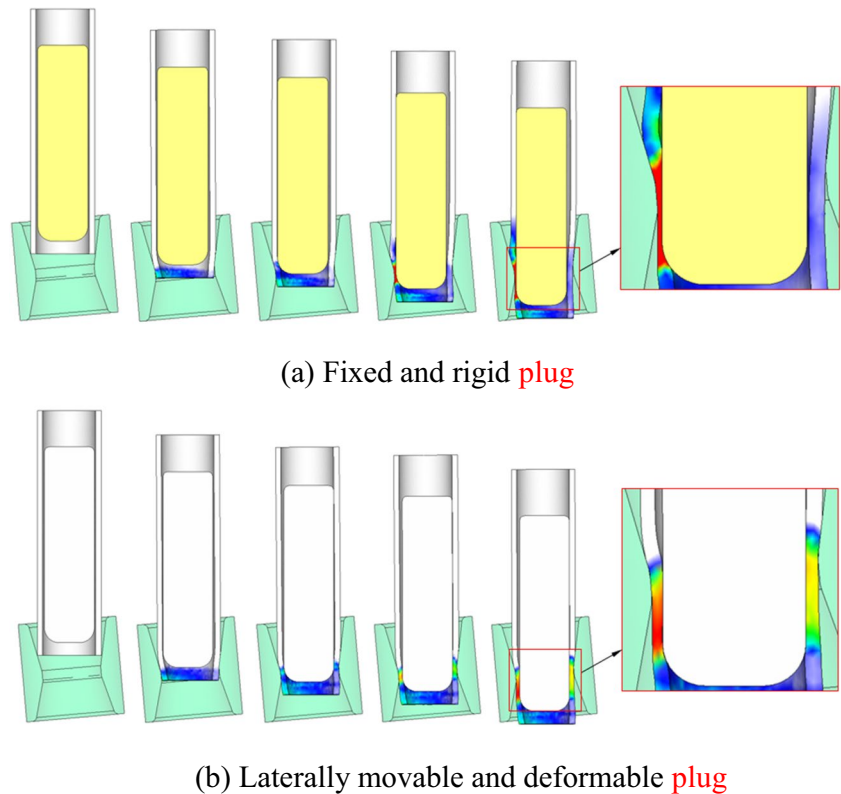 (a) Fixed and rigid plug
(b) Laterally movable and deformable plug